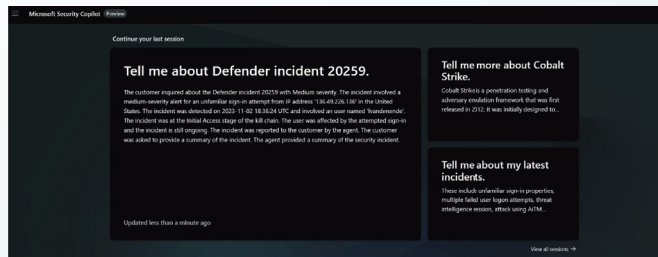 Microsoft Security Copilot Preview
Continue your last session
Tell me about Defender incident 20259.
The customer inquired about the Defender incident 20259 with Medium severity. The incident involved a
medium-severity alert for an unfamiliar sign-in attempt from IP address '136.49.226.136' in the United
States. The incident was detected on 2023-11-02 18:36:24 UTC and involved an user named
The incident was at the Initial Access stage of the kill chain. The user was affected by the attempted sign-in
and the incident is still ongoing. The incident was reported to the customer by the agent. The customer
was asked to provide a summary of the incident. The agent provided a summary of the security incident.
Updated less than a minute ago
Tell me more about Cobalt
Strike.
Cobalt Strikeis a penetration testing and
adversary emulation framework that was first
released in 2012. It was initially designed to...
Tell me about my latest
incidents.
These include unfamiliar sign-in properties,
multiple failed user logon attempts, threat
intelligence session, attack using AiTM...
View all sessions →